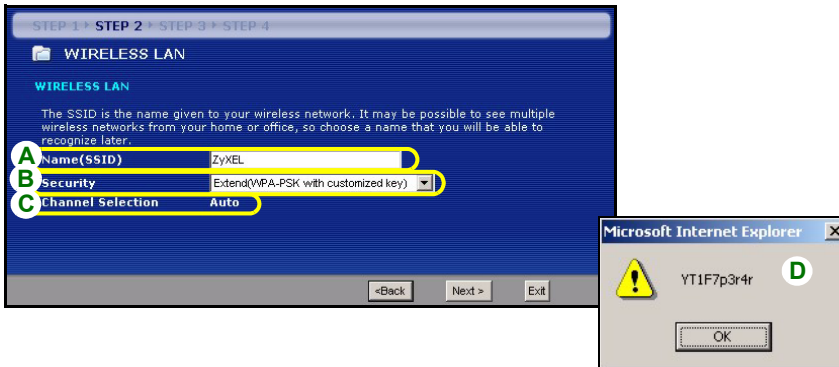 STEP 1 ▸ STEP 2 ▸ STEP 3 ▸ STEP 4
WIRELESS LAN
WIRELESS LAN
The SSID is the name given to your wireless network. It may be possible to see multiple
wireless networks from your home or office, so choose a name that you will be able to
recognize later.
A Name(SSID) ZyXEL
B Security Extend(WPA-PSK with customized key)
C Channel Selection Auto
<Back Next > Exit
Microsoft Internet Explorer X
YT1F7p3r4r D
OK